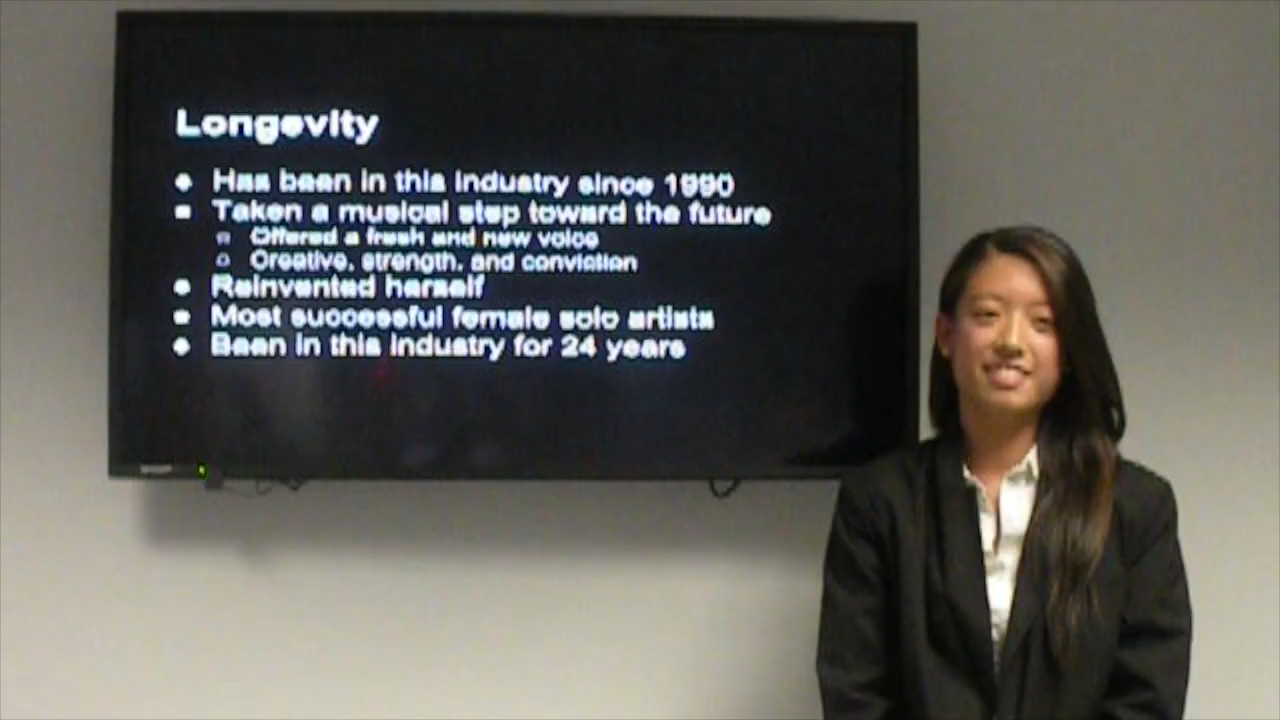 Longevity
● Has been in this industry since 1990
■ Taken a musical step toward the future
○ Offered a fresh and new voice
○ Creative, strength, and conviction
● Reinvented herself
■ Most successful female solo artists
● Been in this industry for 24 years